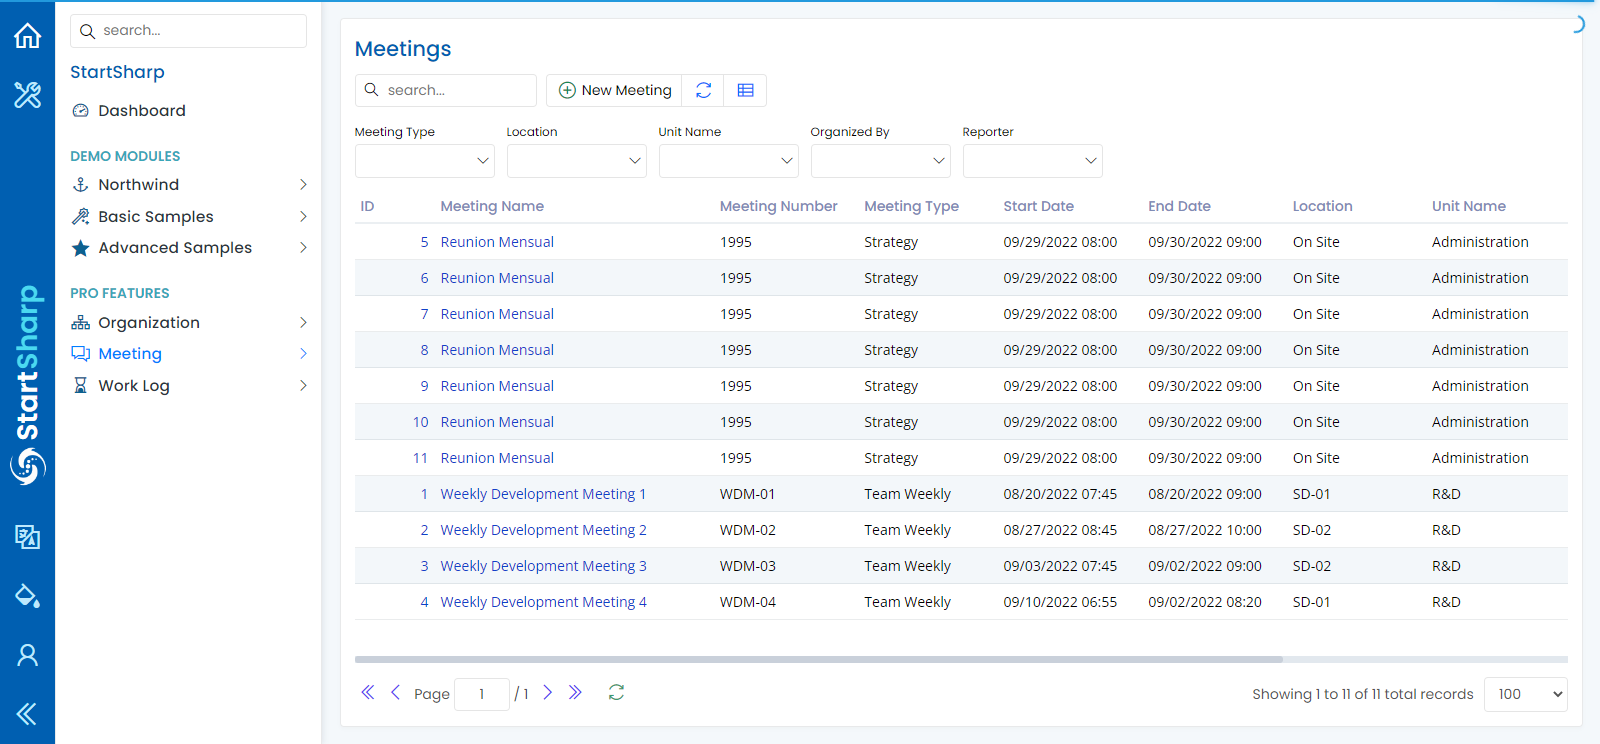 search...
StartSharp
Dashboard
DEMO MODULES
Northwind
Basic Samples
Advanced Samples
PRO FEATURES
Organization
Meeting
Work Log
StartSharp
Meetings
search... New Meeting
Meeting Type Location Unit Name Organized By Reporter
ID Meeting Name Meeting Number Meeting Type Start Date End Date Location Unit Name
5 Reunion Mensual 1995 Strategy 09/29/2022 08:00 09/30/2022 09:00 On Site Administration
6 Reunion Mensual 1995 Strategy 09/29/2022 08:00 09/30/2022 09:00 On Site Administration
7 Reunion Mensual 1995 Strategy 09/29/2022 08:00 09/30/2022 09:00 On Site Administration
8 Reunion Mensual 1995 Strategy 09/29/2022 08:00 09/30/2022 09:00 On Site Administration
9 Reunion Mensual 1995 Strategy 09/29/2022 08:00 09/30/2022 09:00 On Site Administration
10 Reunion Mensual 1995 Strategy 09/29/2022 08:00 09/30/2022 09:00 On Site Administration
11 Reunion Mensual 1995 Strategy 09/29/2022 08:00 09/30/2022 09:00 On Site Administration
1 Weekly Development Meeting 1 WDM-01 Team Weekly 08/20/2022 07:45 08/20/2022 09:00 SD-01 R&D
2 Weekly Development Meeting 2 WDM-02 Team Weekly 08/27/2022 08:45 08/27/2022 10:00 SD-02 R&D
3 Weekly Development Meeting 3 WDM-03 Team Weekly 09/03/2022 07:45 09/02/2022 09:00 SD-02 R&D
4 Weekly Development Meeting 4 WDM-04 Team Weekly 09/10/2022 06:55 09/02/2022 08:20 SD-01 R&D
Page 1 / 1 Showing 1 to 11 of 11 total records 100